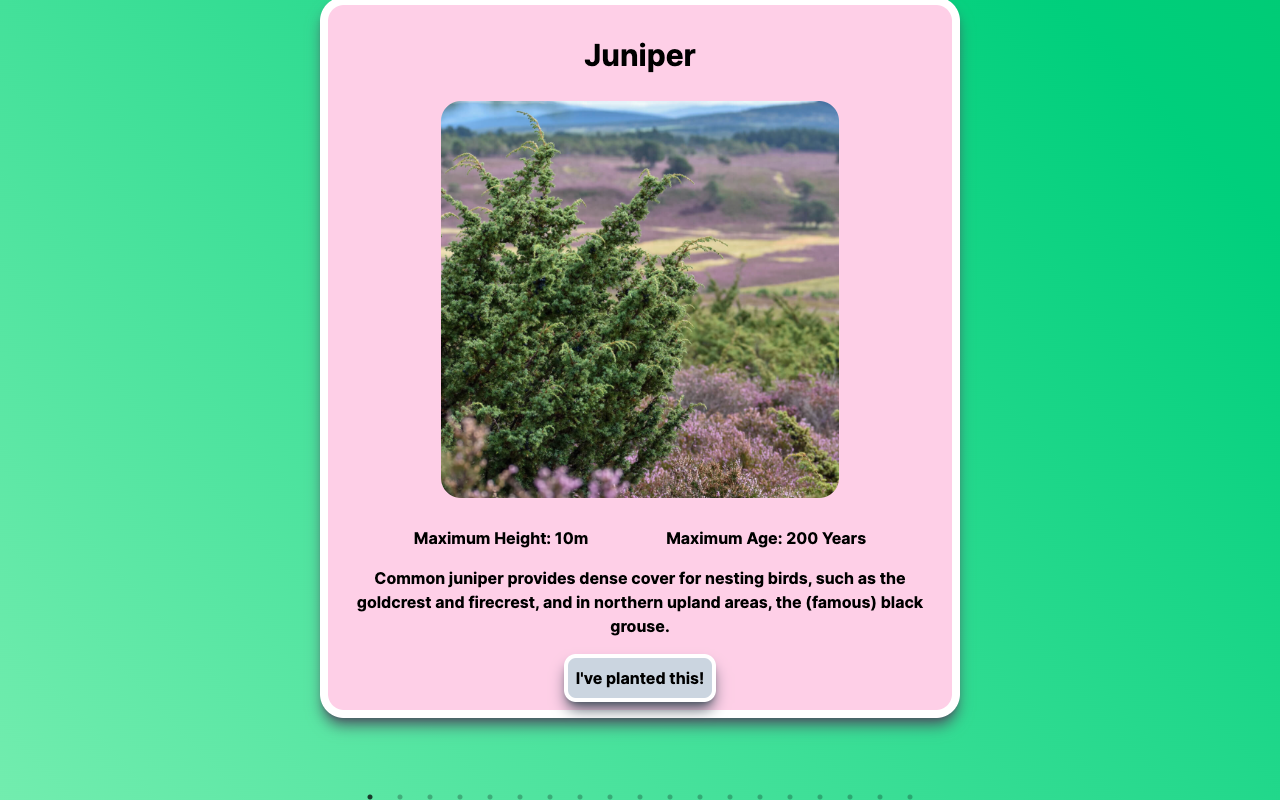 Juniper
Maximum Height: 10m
Maximum Age: 200 Years
Common juniper provides dense cover for nesting birds, such as the
goldcrest and firecrest, and in northern upland areas, the (famous) black
grouse.
I've planted this!